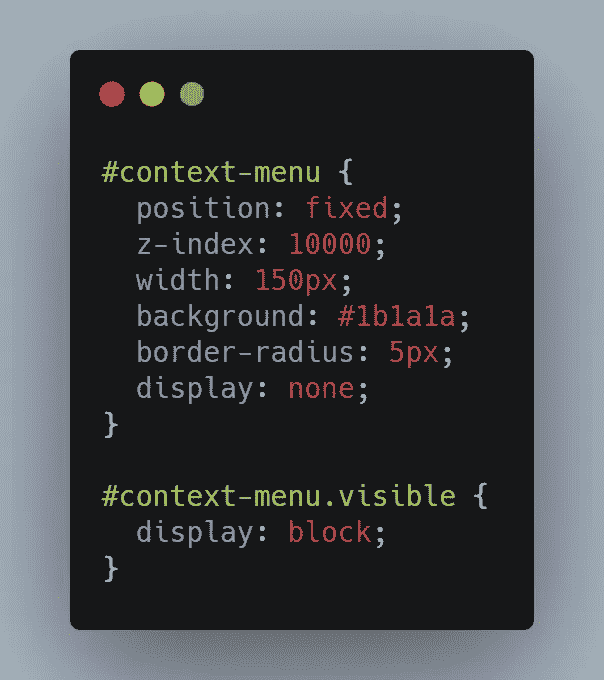 #context-menu {
  position: fixed;
  z-index: 10000;
  width: 150px;
  background: #1b1a1a;
  border-radius: 5px;
  display: none;
}

#context-menu.visible {
  display: block;
}